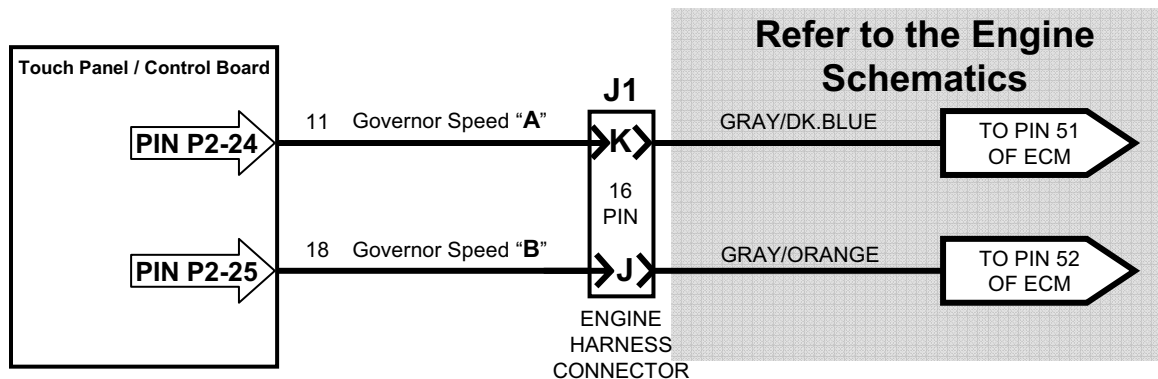 Refer to the Engine
Schematics
Touch Panel / Control Board
J1
PIN P2-24
11 Governor Speed “A”
K
GRAY/DK.BLUE
TO PIN 51
OF ECM
16
PIN
PIN P2-25
18 Governor Speed “B”
J
GRAY/ORANGE
TO PIN 52
OF ECM
ENGINE
HARNESS
CONNECTOR